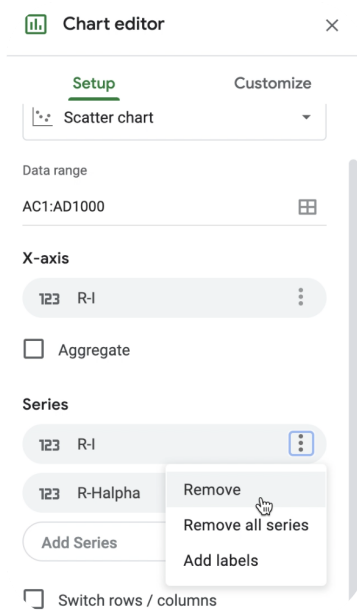 Chart editor
Setup Customize
Scatter chart
Data range
AC1:AD1000
X-axis
123 R-I
Aggregate
Series
123 R-I
123 R-Halpha
Remove
Remove all series
Add Series
Add labels
Switch rows / columns